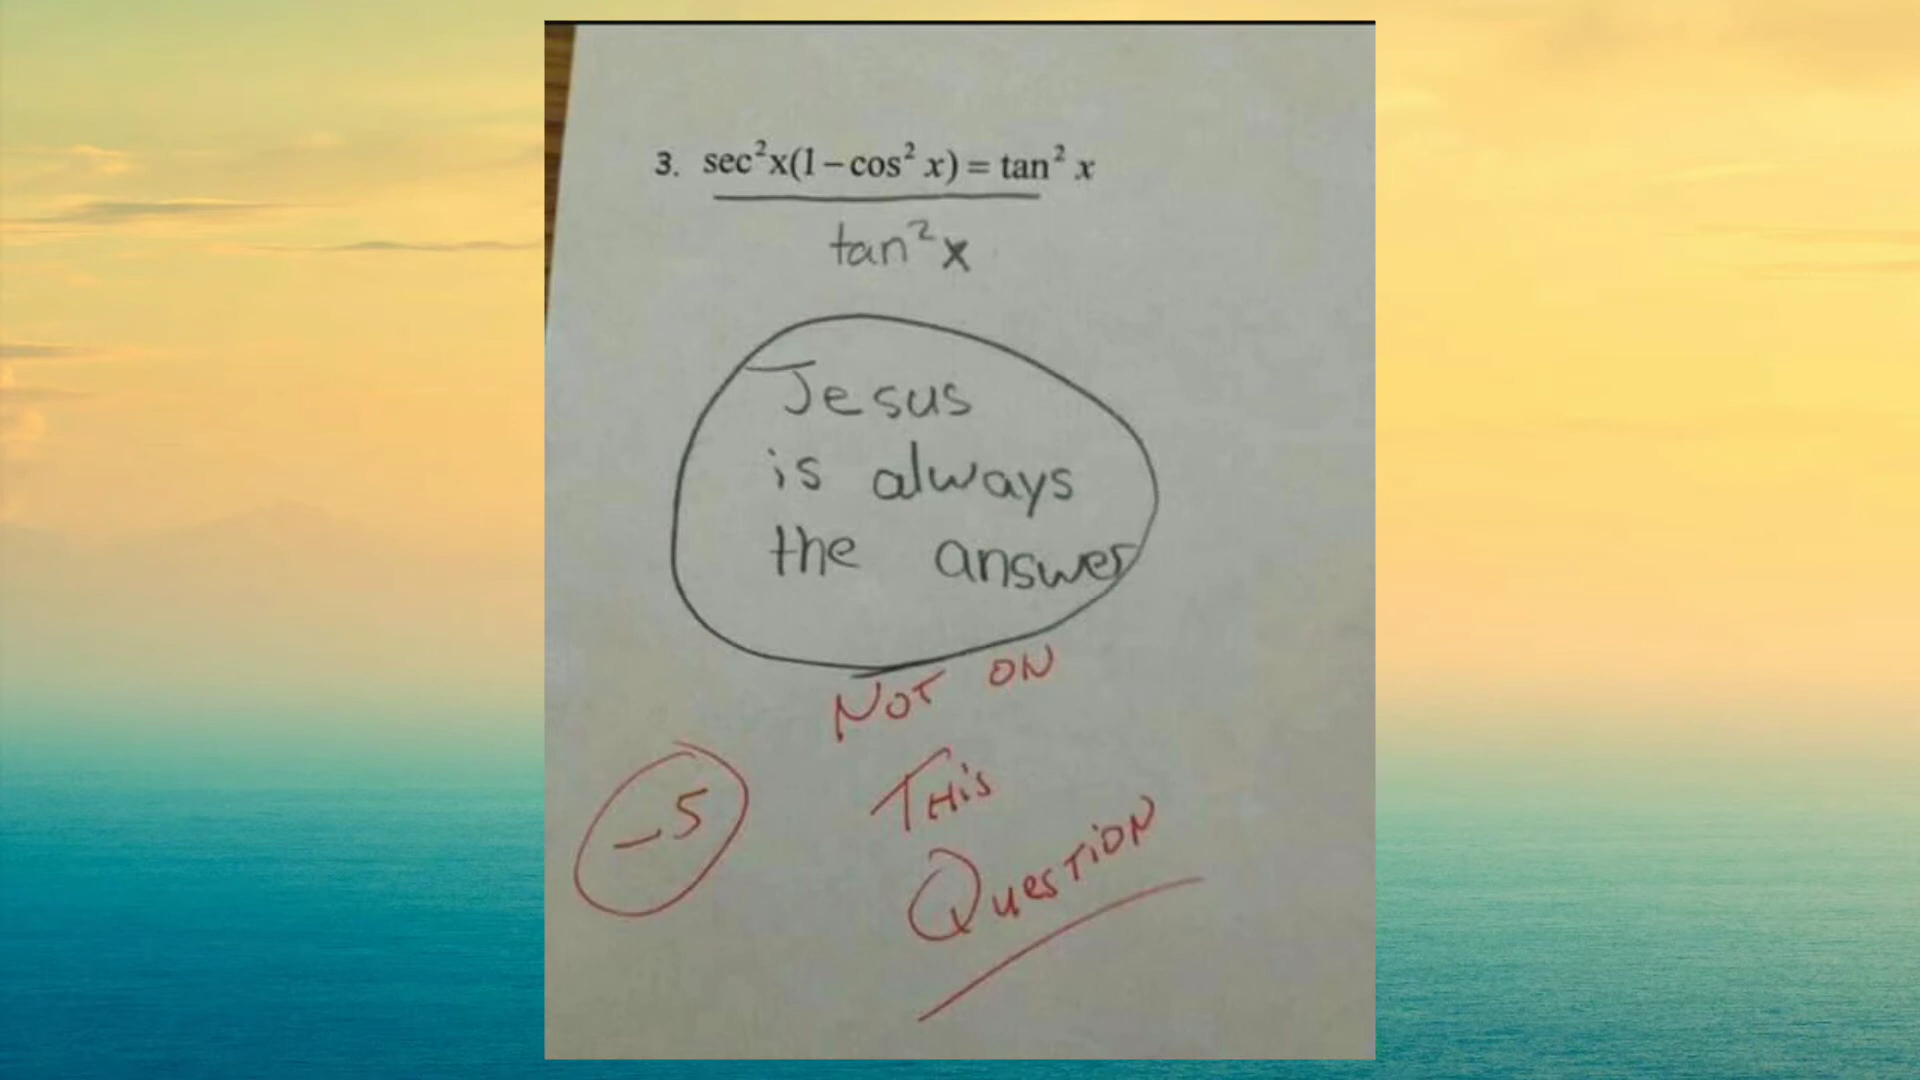 3. sec²x(1−cos² x) = tan² x
tan²x
Jesus
is always
the answer
NOT ON
THiS
QUESTiON
−5